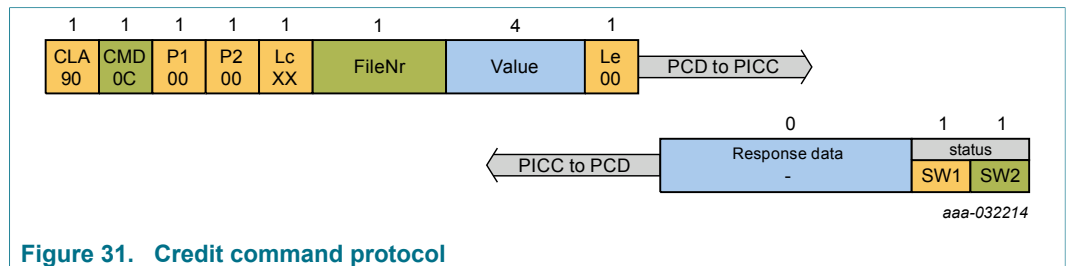 1 1 1 1 1 1 4 1
CLA CMD P1 P2 Lc FileNr Value Le PCD to PICC
90 0C 00 00 XX 00
0 1 1
PICC to PCD Response data status
- SW1 SW2
aaa-032214
Figure 31. Credit command protocol